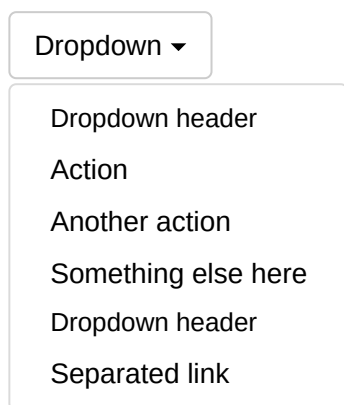 Dropdown
Dropdown header
Action
Another action
Something else here
Dropdown header
Separated link